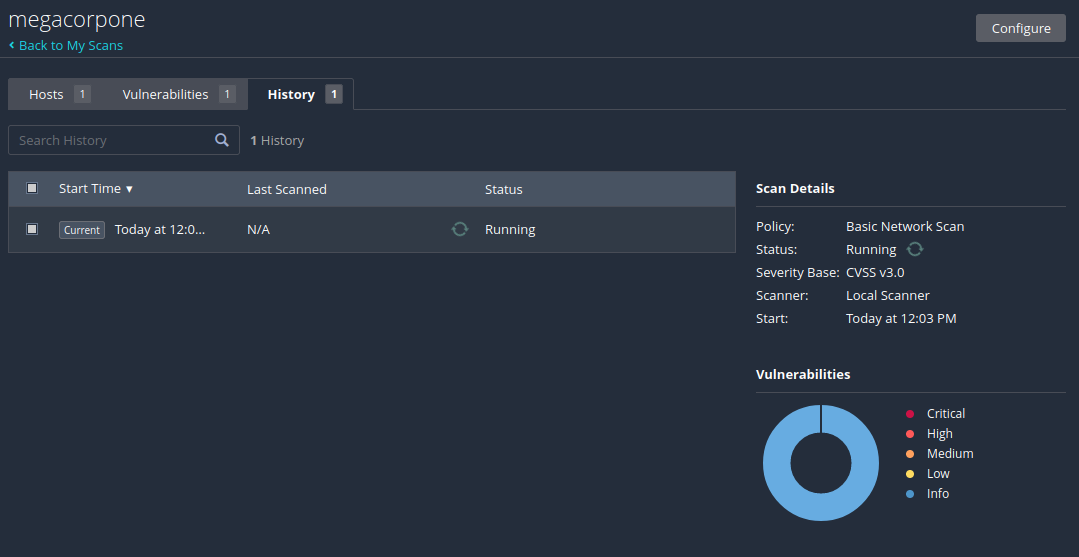 megacorpone
Back to My Scans
Configure
Hosts 1 Vulnerabilities 1 History 1
Search History 1 History
Start Time ▼ Last Scanned Status
Current Today at 12:0... N/A Running
Scan Details
Policy: Basic Network Scan
Status: Running
Severity Base: CVSS v3.0
Scanner: Local Scanner
Start: Today at 12:03 PM
Vulnerabilities
Critical
High
Medium
Low
Info